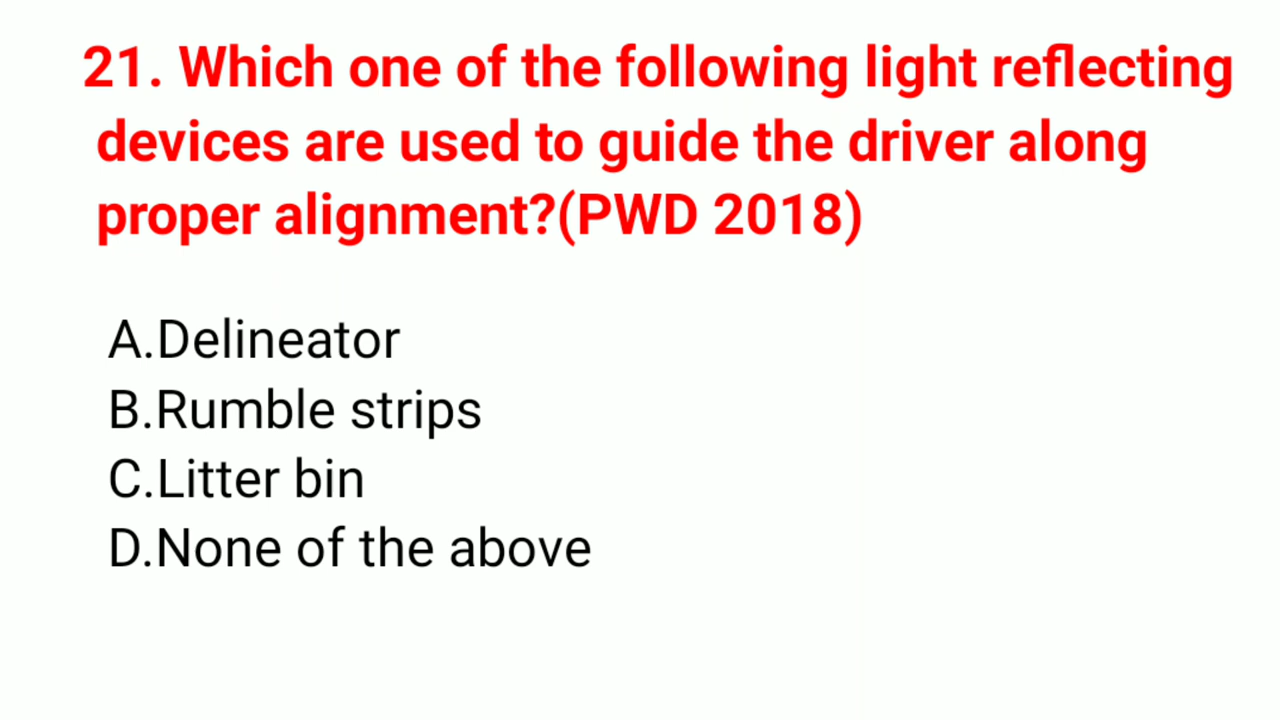 21. Which one of the following light reflecting
devices are used to guide the driver along
proper alignment?(PWD 2018)
A.Delineator
B.Rumble strips
C.Litter bin
D.None of the above